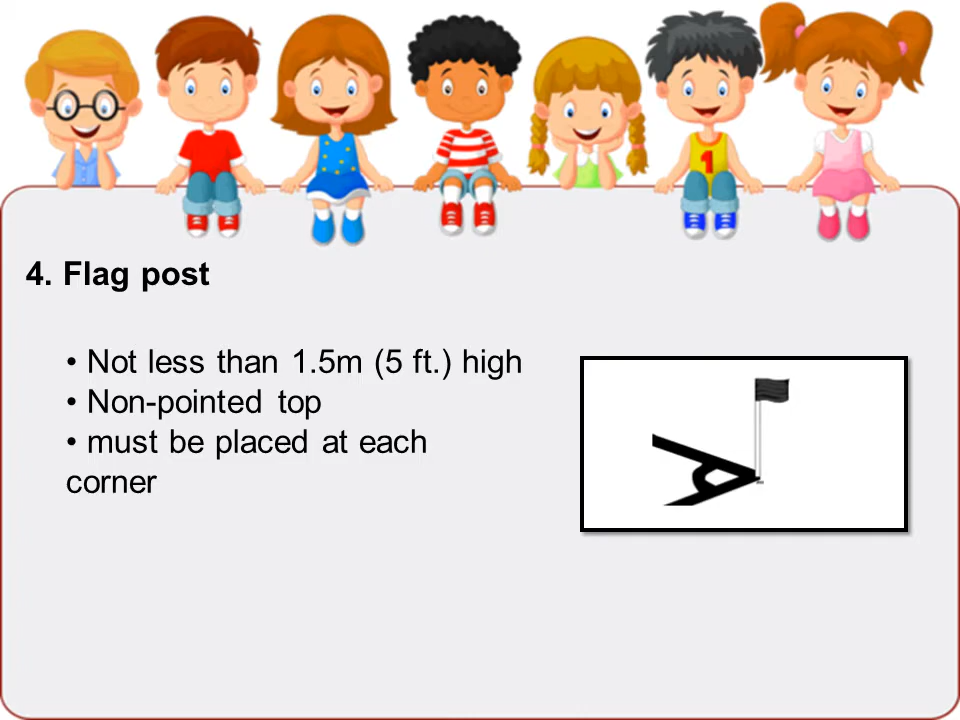 4. Flag post
• Not less than 1.5m (5 ft.) high
• Non-pointed top
• must be placed at each
corner
1